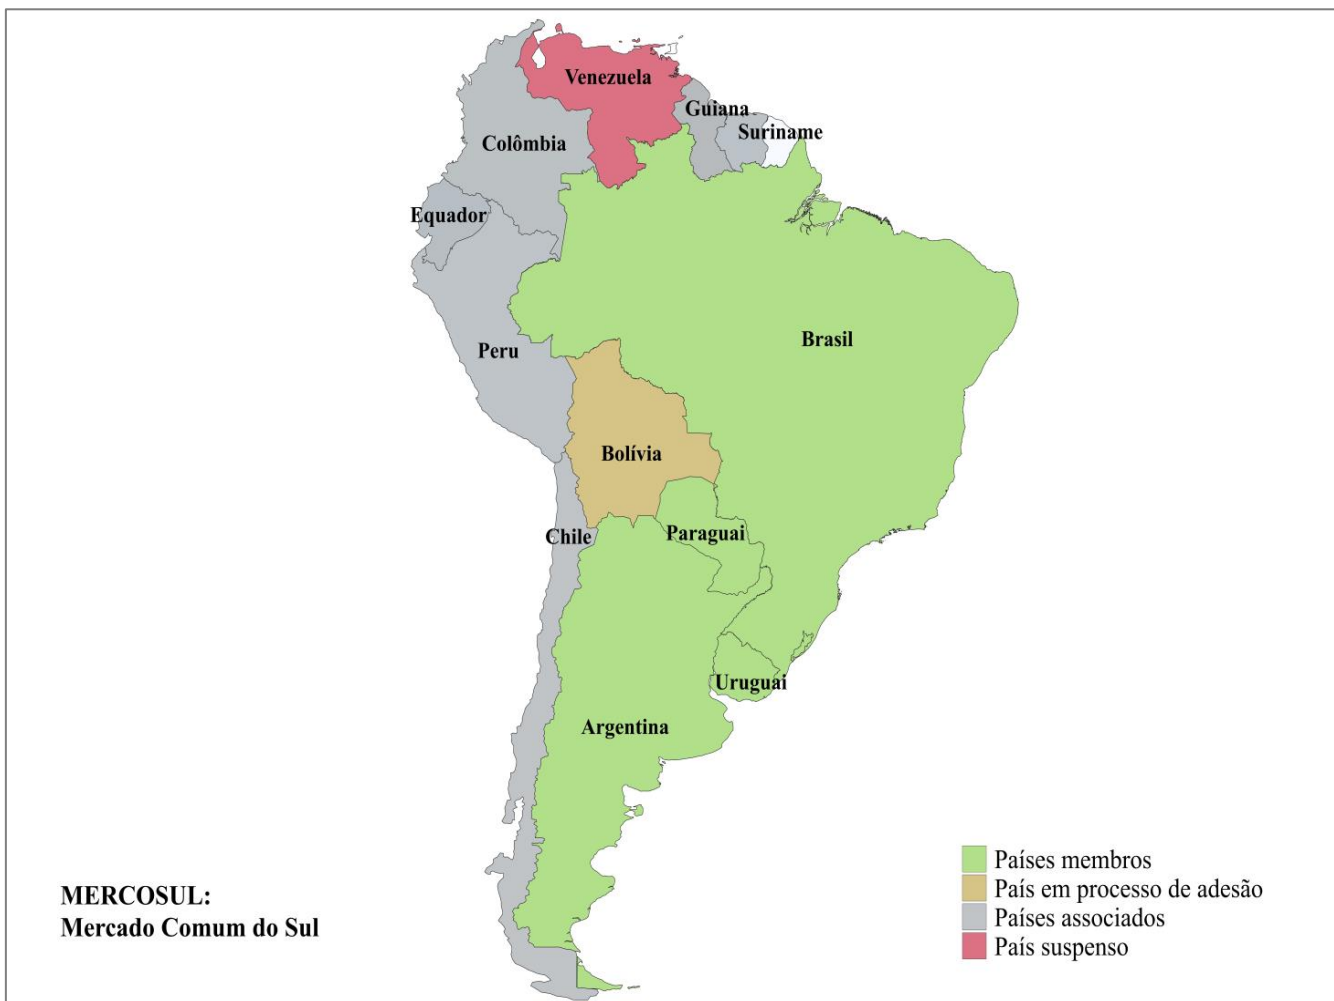 Venezuela
Guiana
Suriname
Colômbia
Equador
Brasil
Peru
Bolívia
Paraguai
Chile
Uruguai
Argentina
MERCOSUL:
Mercado Comum do Sul
Países membros
País em processo de adesão
Países associados
País suspenso